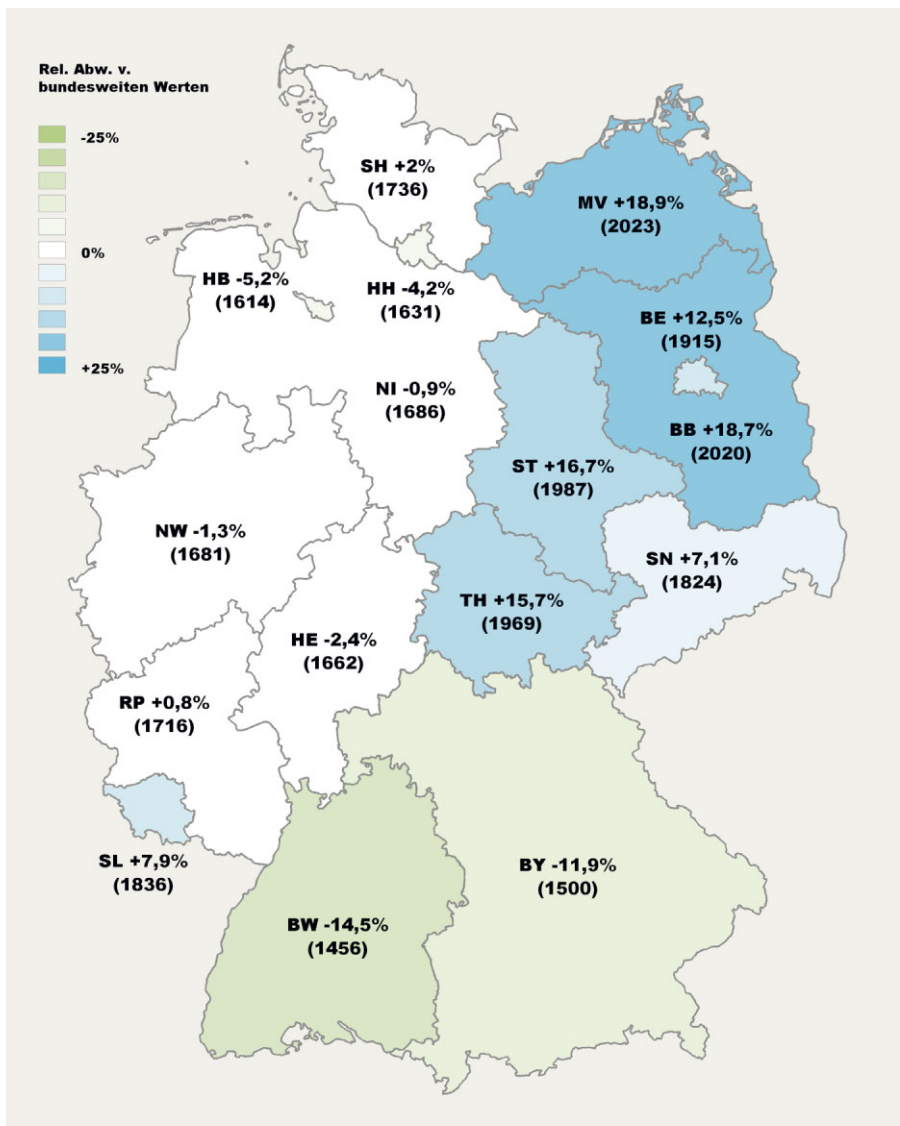 Rel. Abw. v.
bundesweiten Werten
-25%
0%
+25%
SH +2%
(1736)
MV +18,9%
(2023)
HB -5,2%
(1614)
HH -4,2%
(1631)
BE +12,5%
(1915)
NI -0,9%
(1686)
BB +18,7%
(2020)
ST +16,7%
(1987)
NW -1,3%
(1681)
SN +7,1%
(1824)
TH +15,7%
(1969)
HE -2,4%
(1662)
RP +0,8%
(1716)
SL +7,9%
(1836)
BY -11,9%
(1500)
BW -14,5%
(1456)